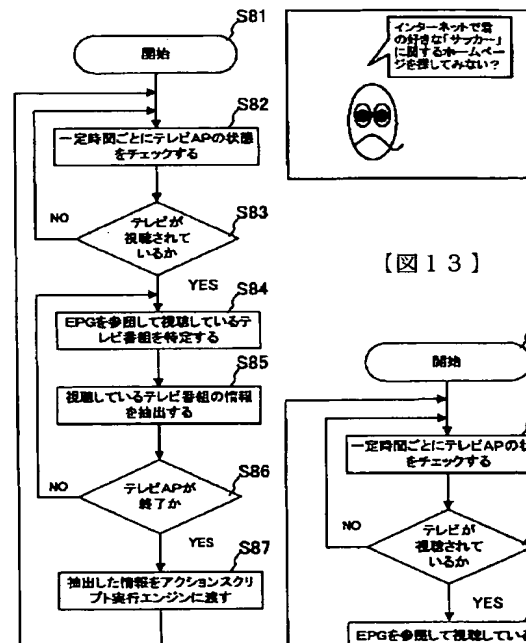 S81
開始
S82
一定時間ごとにテレビAPの状態
をチェックする
NO
S83
テレビが
視聴されて
いるか
YES
S84
EPGを参照して視聴しているテ
レビ番組を特定する
S85
視聴しているテレビ番組の情報
を抽出する
NO
S86
テレビAPが
終了か
YES
S87
抽出した情報をアクションスクリ
プト実行エンジンに渡す
インターネットで君
の好きな「サッカー」
に関するホームペー
ジを探してみない?
【図13】
開始
一定時間ごとにテレビAPの状
をチェックする
NO
テレビが
視聴されて
いるか
YES
EPGを参照して視聴している